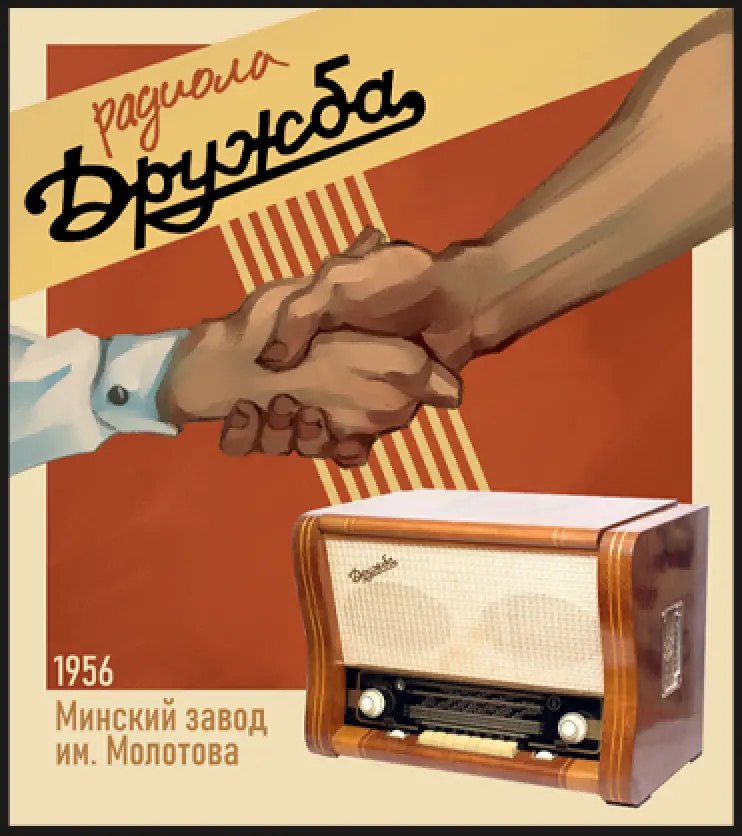 радиола
Дружба
Дружба
1956
Минский завод
им. Молотова